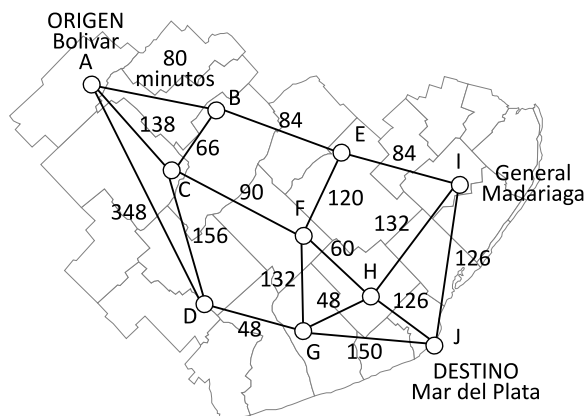 ORIGEN
Bolivar
A
80
minutos
B
138
66
84
E
84
I
General
Madariaga
C
90
120
348
156
F
132
60
H
126
132
48
126
D
48
G
150
J
DESTINO
Mar del Plata